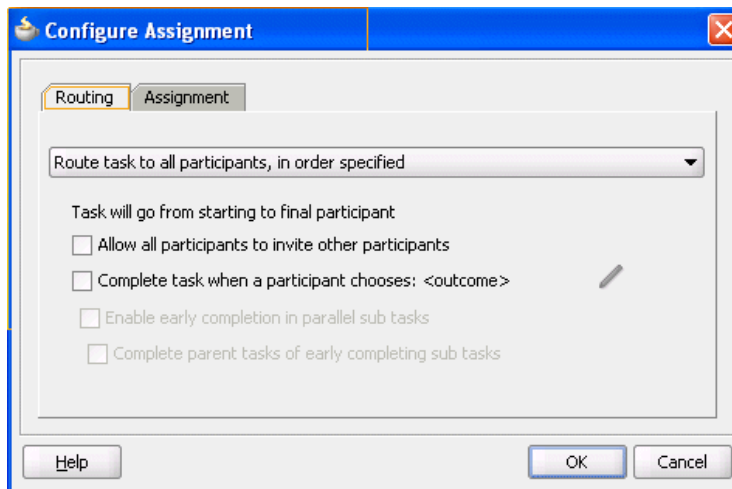 Configure Assignment
Routing
Assignment
Route task to all participants, in order specified
Task will go from starting to final participant
Allow all participants to invite other participants
Complete task when a participant chooses: <outcome>
Enable early completion in parallel sub tasks
Complete parent tasks of early completing sub tasks
Help
OK
Cancel